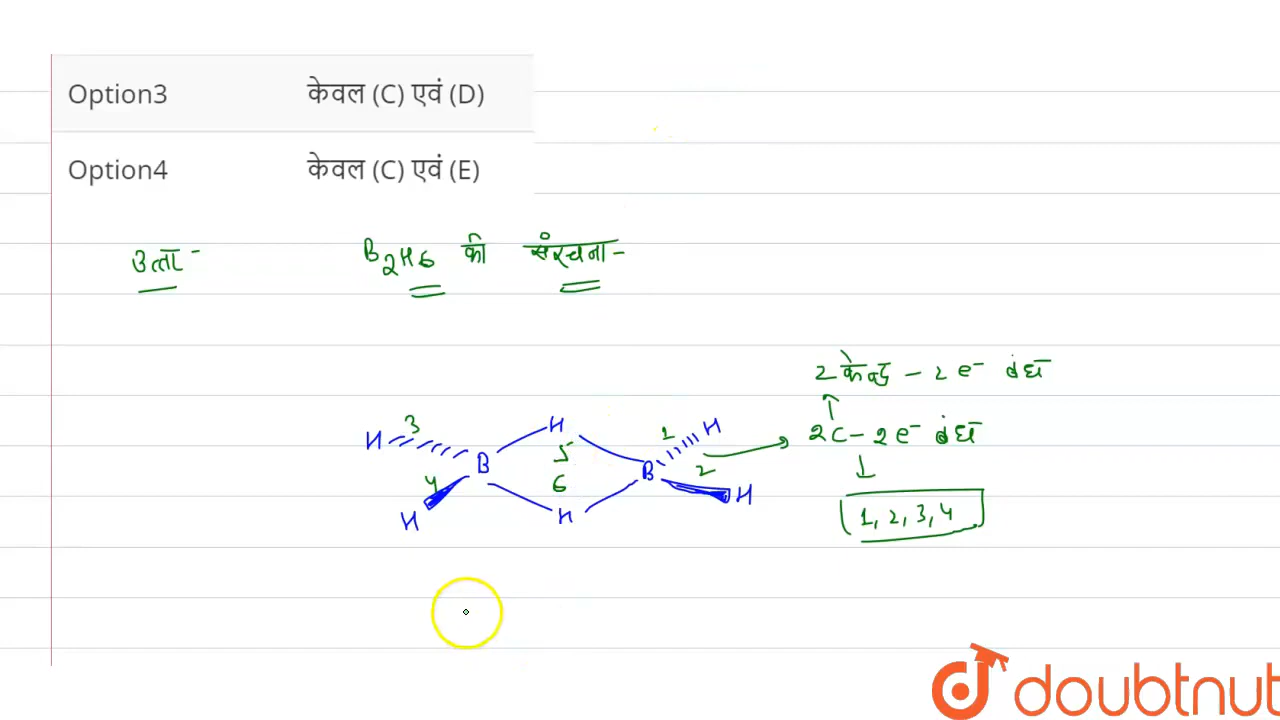 Option3 केवल (C) एवं (D)
Option4 केवल (C) एवं (E)
उत्तर - B2H6 की संरचना -
2 केन्द्र - 2e- बंध
H 3 H 1 H 2C - 2e- बंध
B 5 B 2
4 6 H
H H 1, 2, 3, 4
doubtnut